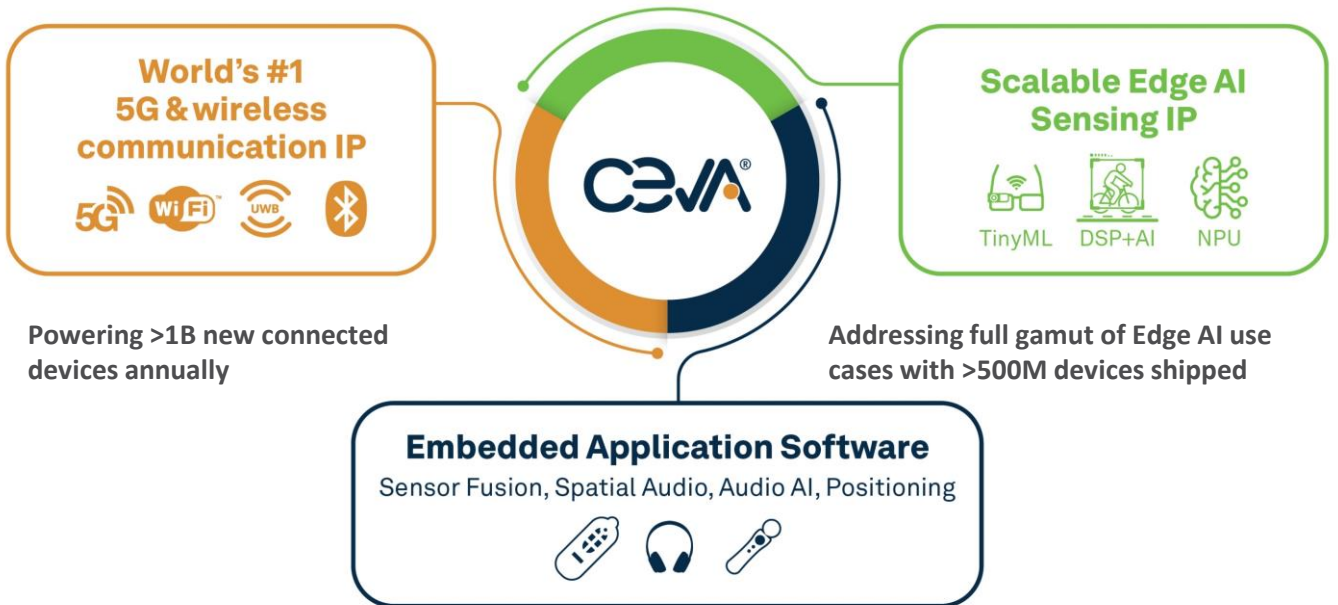 World's #1
5G & wireless
communication IP
5G WiFi™ UWB
Powering >1B new connected
devices annually
CEVA®
Scalable Edge AI
Sensing IP
TinyML DSP+AI NPU
Addressing full gamut of Edge AI use
cases with >500M devices shipped
Embedded Application Software
Sensor Fusion, Spatial Audio, Audio AI, Positioning